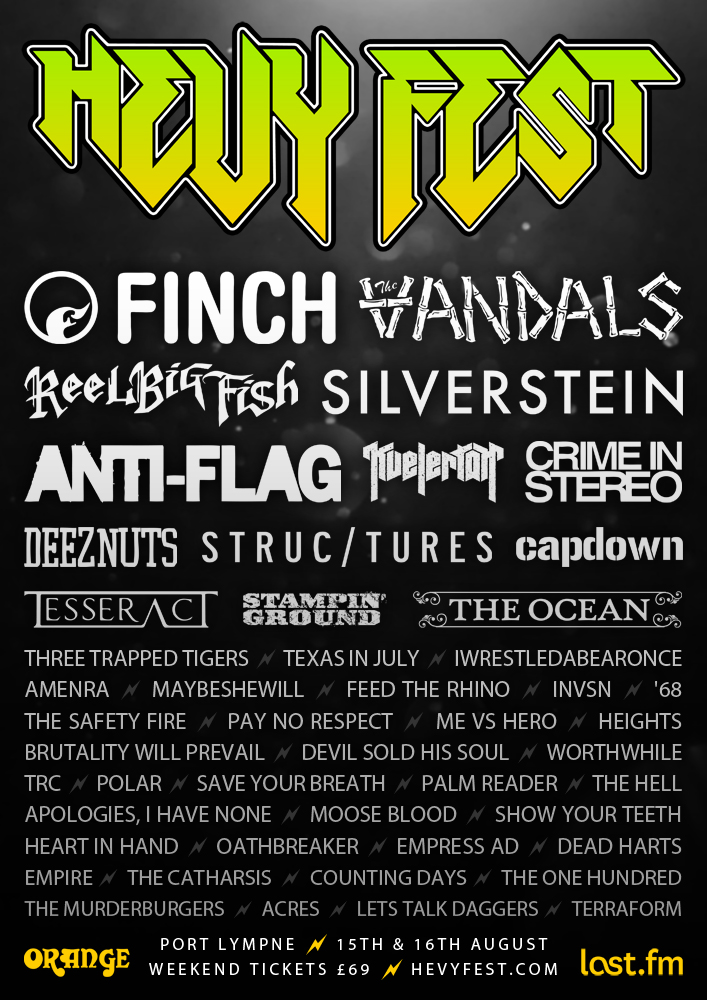 HEVY FEST
FINCH The VANDALS
REEL BIG FISH SILVERSTEIN
ANTI-FLAG Kvelertak CRIME IN STEREO
DEEZ NUTS STRUC/TURES capdown
TESSERACT STAMPIN' GROUND THE OCEAN
THREE TRAPPED TIGERS TEXAS IN JULY IWRESTLEDABEARONCE
AMENRA MAYBESHEWILL FEED THE RHINO INVSN '68
THE SAFETY FIRE PAY NO RESPECT ME VS HERO HEIGHTS
BRUTALITY WILL PREVAIL DEVIL SOLD HIS SOUL WORTHWHILE
TRC POLAR SAVE YOUR BREATH PALM READER THE HELL
APOLOGIES, I HAVE NONE MOOSE BLOOD SHOW YOUR TEETH
HEART IN HAND OATHBREAKER EMPRESS AD DEAD HARTS
EMPIRE THE CATHARSIS COUNTING DAYS THE ONE HUNDRED
THE MURDERBURGERS ACRES LETS TALK DAGGERS TERRAFORM
ORANGE PORT LYMPNE 15TH & 16TH AUGUST last.fm
WEEKEND TICKETS £69 HEVYFEST.COM